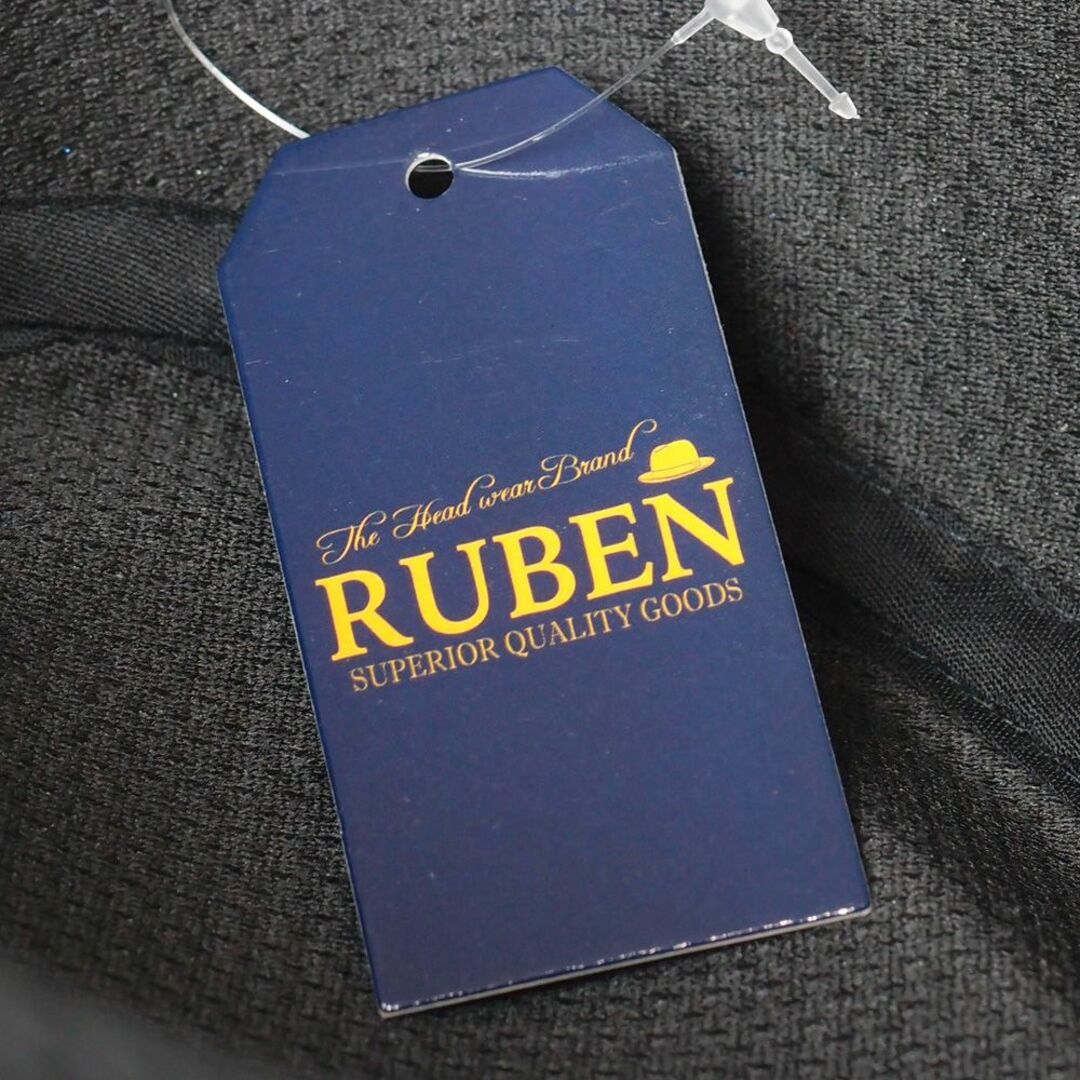 The Head wear Brand
RUBEN
SUPERIOR QUALITY GOODS